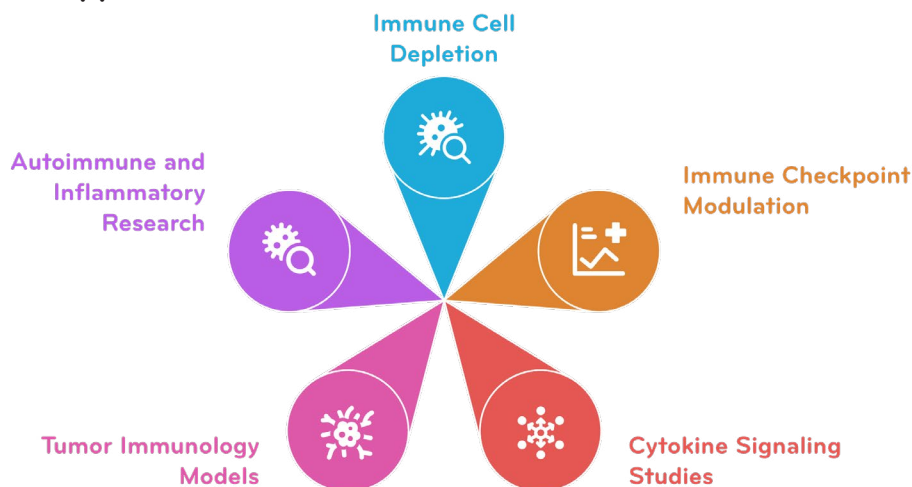 Immune Cell
Depletion
Autoimmune and
Inflammatory
Research
Immune Checkpoint
Modulation
Tumor Immunology
Models
Cytokine Signaling
Studies